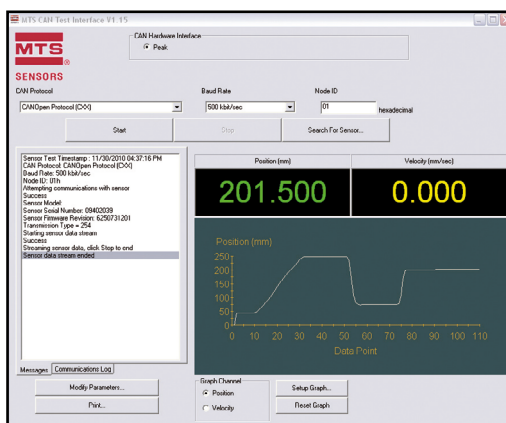 MTS CAN Test Interface V1.15
MTS
®
SENSORS
CAN Hardware Interface
Peak
CAN Protocol
Baud Rate
Node ID
CANOpen Protocol (CXX)
500 kbit/sec
01
hexadecimal
Start
Stop
Search For Sensor...
Sensor Test Timestamp : 11/30/2010 04:37:16 PM
CAN Protocol: CANOpen Protocol (CXX)
Baud Rate: 500 kbit/sec
Node ID: 01h
Attempting communications with sensor
Success
Sensor Model:
Sensor Serial Number: 09402039
Sensor Firmware Revision: 6250731201
Transmission Type = 254
Starting sensor data stream
Success
Streaming sensor data, click Stop to end
Sensor data stream ended
Messages
Communications Log
Position (mm)
Velocity (mm/sec)
201.500
0.000
Position (mm)
250
200
150
100
50
0
0 10 20 30 40 50 60 70 80 90 100 110
Data Point
Modify Parameters...
Print...
Graph Channel
Position
Velocity
Setup Graph...
Reset Graph